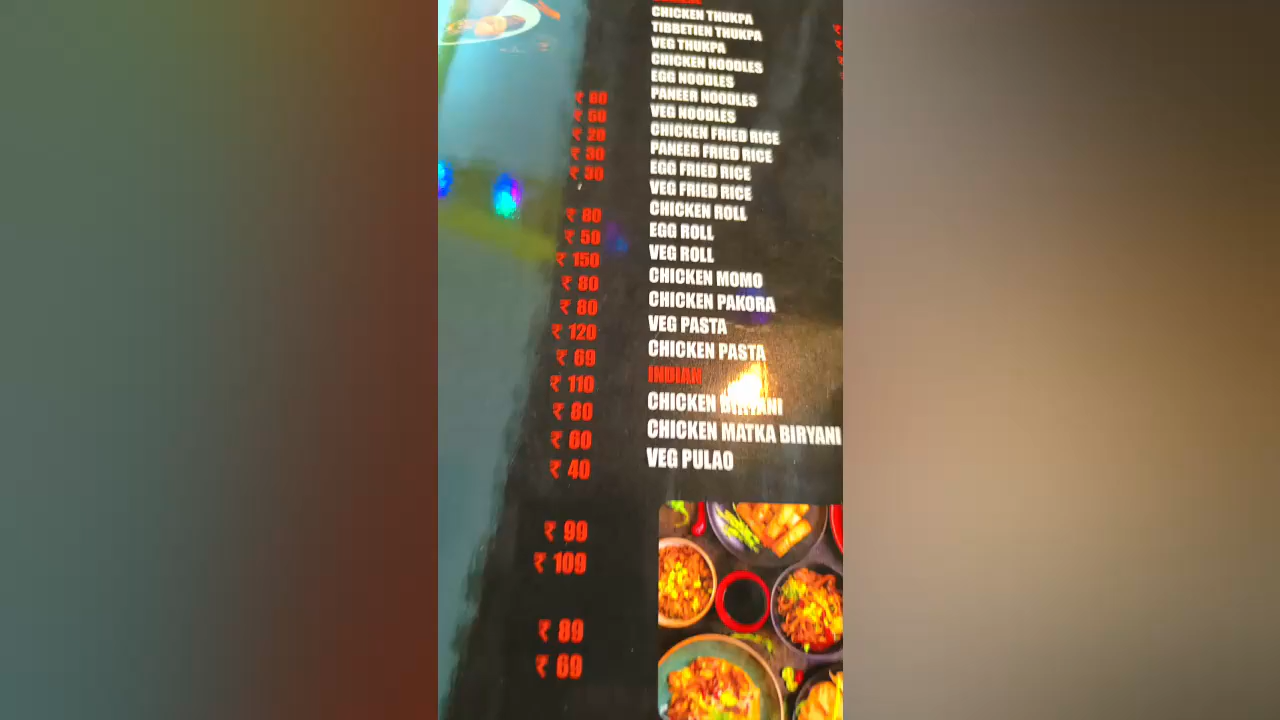 ₹ 60
₹ 20
₹ 30
₹ 30
₹ 80
₹ 50
₹ 150
₹ 80
₹ 80
₹ 120
₹ 69
₹ 110
₹ 80
₹ 60
₹ 40
₹ 99
₹ 109
₹ 89
₹ 69
CHICKEN THUKPA
TIBBETIEN THUKPA
VEG THUKPA
CHICKEN NOODLES
EGG NOODLES
PANEER NOODLES
VEG NOODLES
CHICKEN FRIED RICE
PANEER FRIED RICE
EGG FRIED RICE
VEG FRIED RICE
CHICKEN ROLL
EGG ROLL
VEG ROLL
CHICKEN MOMO
CHICKEN PAKORA
VEG PASTA
CHICKEN PASTA
INDIAN
CHICKEN BIRYANI
CHICKEN MATKA BIRYANI
VEG PULAO